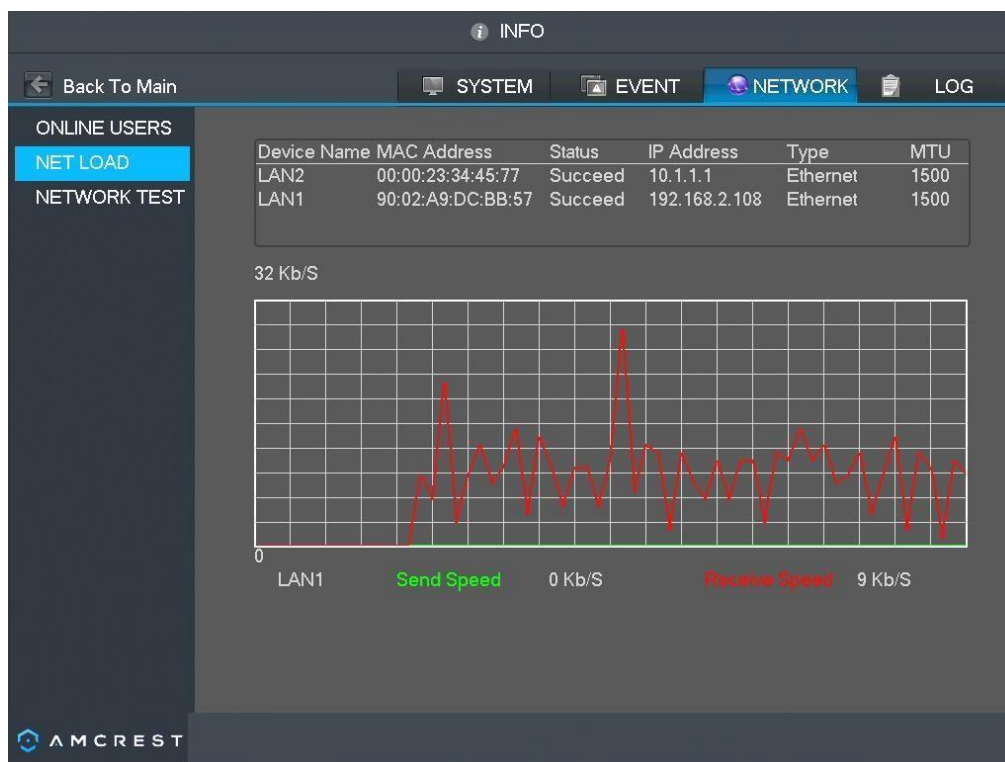 INFO
Back To Main
SYSTEM EVENT NETWORK LOG
ONLINE USERS
NET LOAD
NETWORK TEST
Device Name MAC Address Status IP Address Type MTU
LAN2 00:00:23:34:45:77 Succeed 10.1.1.1 Ethernet 1500
LAN1 90:02:A9:DC:BB:57 Succeed 192.168.2.108 Ethernet 1500
32 Kb/S
0
LAN1 Send Speed 0 Kb/S Receive Speed 9 Kb/S
AMCREST